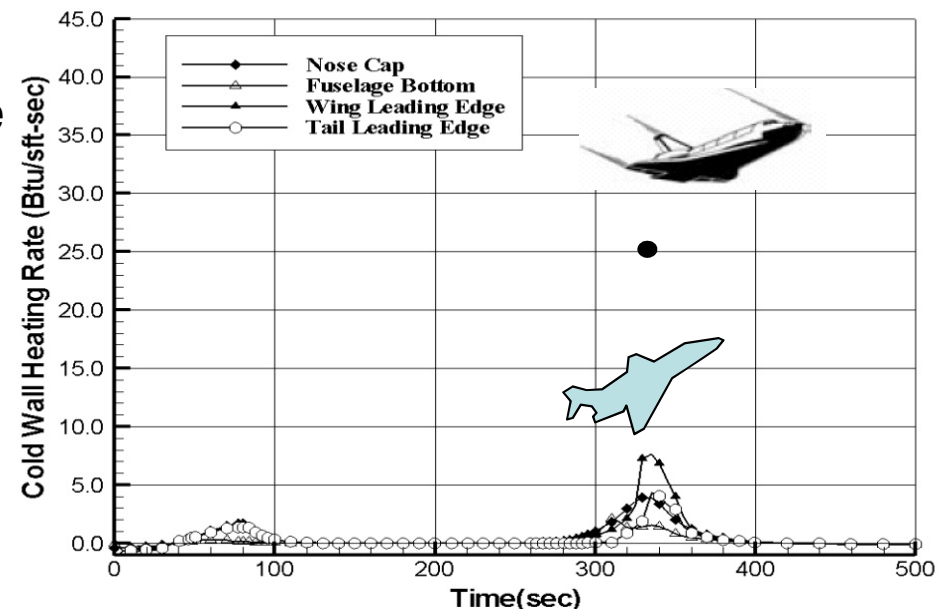 e
45.0
40.0
35.0
30.0
25.0
20.0
15.0
10.0
5.0
0.0
Cold Wall Heating Rate (Btu/sft-sec)
Nose Cap
Fuselage Bottom
Wing Leading Edge
Tail Leading Edge
0 100 200 300 400 500
Time(sec)